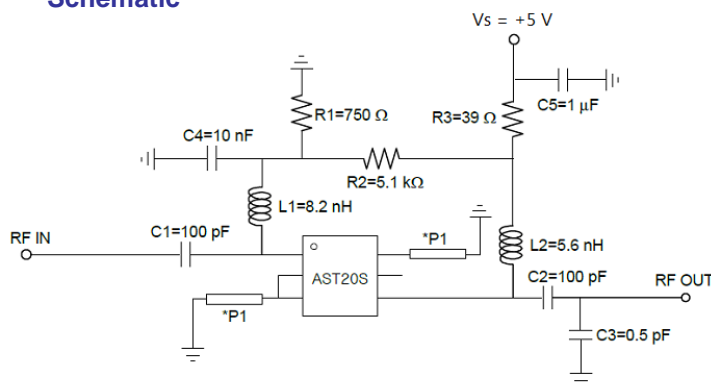 Schematic
Vs = +5 V
R1=750 Ω
R3=39 Ω
C5=1 μF
C4=10 nF
R2=5.1 kΩ
L1=8.2 nH
*P1
L2=5.6 nH
C1=100 pF
RF IN
AST20S
C2=100 pF
RF OUT
*P1
C3=0.5 pF